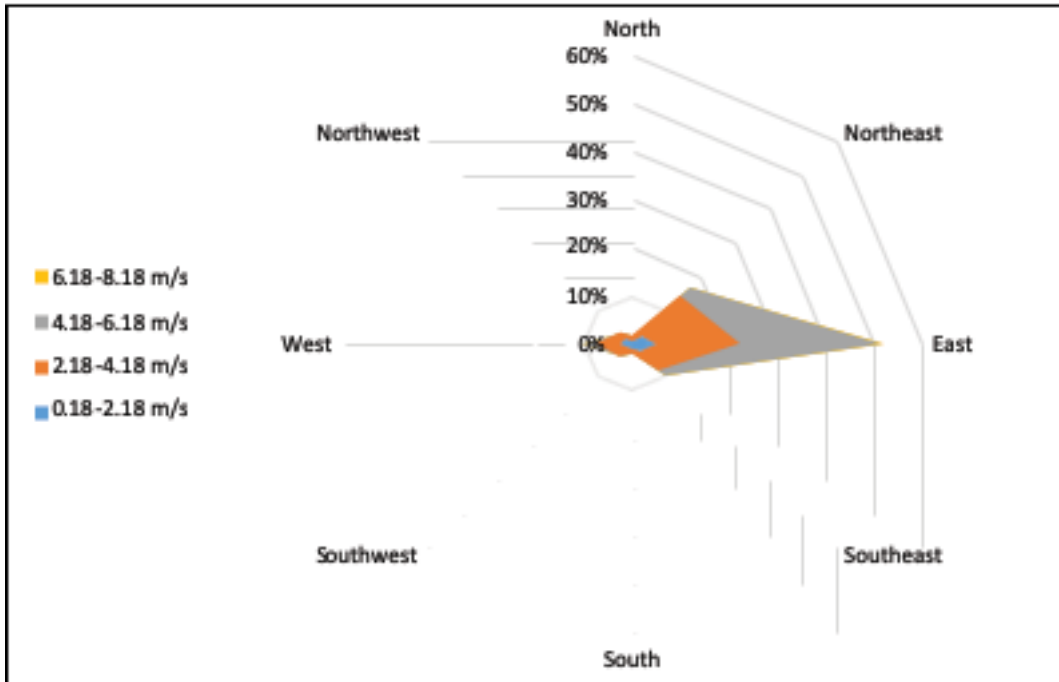 North
60%
50%
Northwest
Northeast
40%
30%
20%
6.18-8.18 m/s
10%
4.18-6.18 m/s
West
0%
East
2.18-4.18 m/s
0.18-2.18 m/s
Southwest
Southeast
South